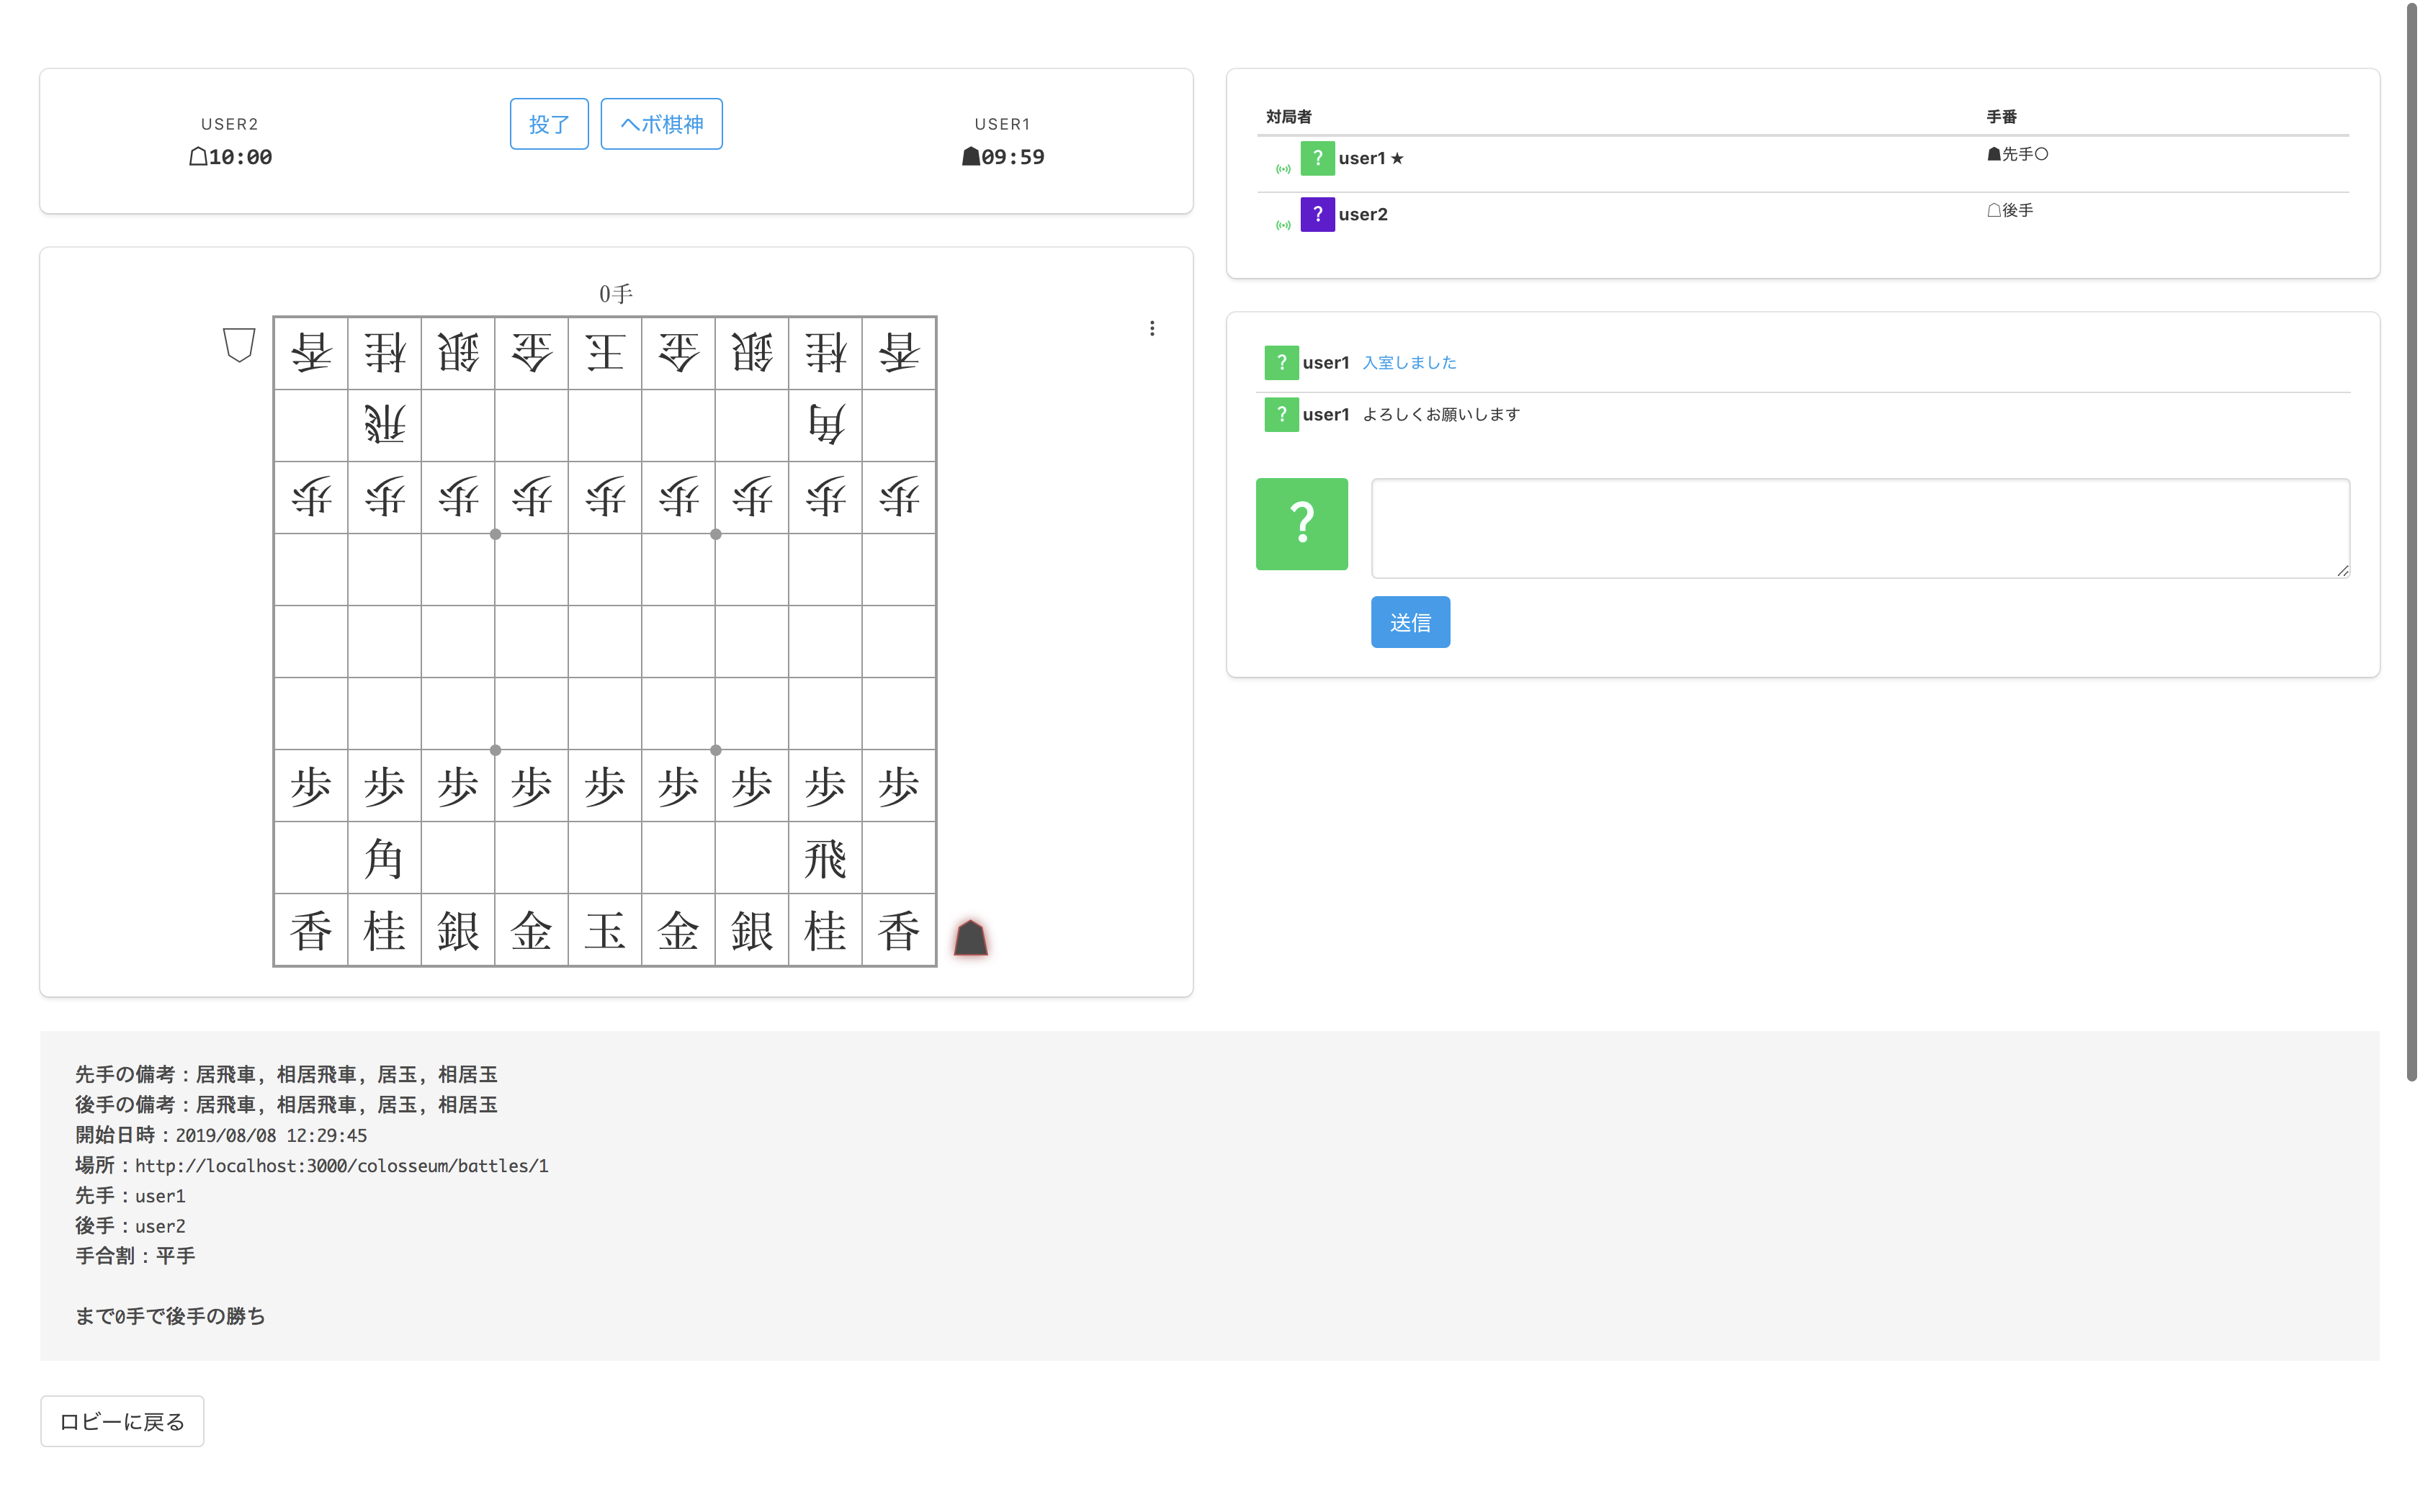 USER2
☖10:00
投了
ヘボ棋神
USER1
☗09:59
対局者 手番
? user1 ★ ☗先手○
? user2 ☖後手
0手
香 桂 銀 金 王 金 銀 桂 香
飛 角
歩 歩 歩 歩 歩 歩 歩 歩 歩
歩 歩 歩 歩 歩 歩 歩 歩 歩
角 飛
香 桂 銀 金 玉 金 銀 桂 香
? user1 入室しました
? user1 よろしくお願いします
?
送信
先手の備考：居飛車, 相居飛車, 居玉, 相居玉
後手の備考：居飛車, 相居飛車, 居玉, 相居玉
開始日時：2019/08/08 12:29:45
場所：http://localhost:3000/colosseum/battles/1
先手：user1
後手：user2
手合割：平手
まで0手で後手の勝ち
ロビーに戻る